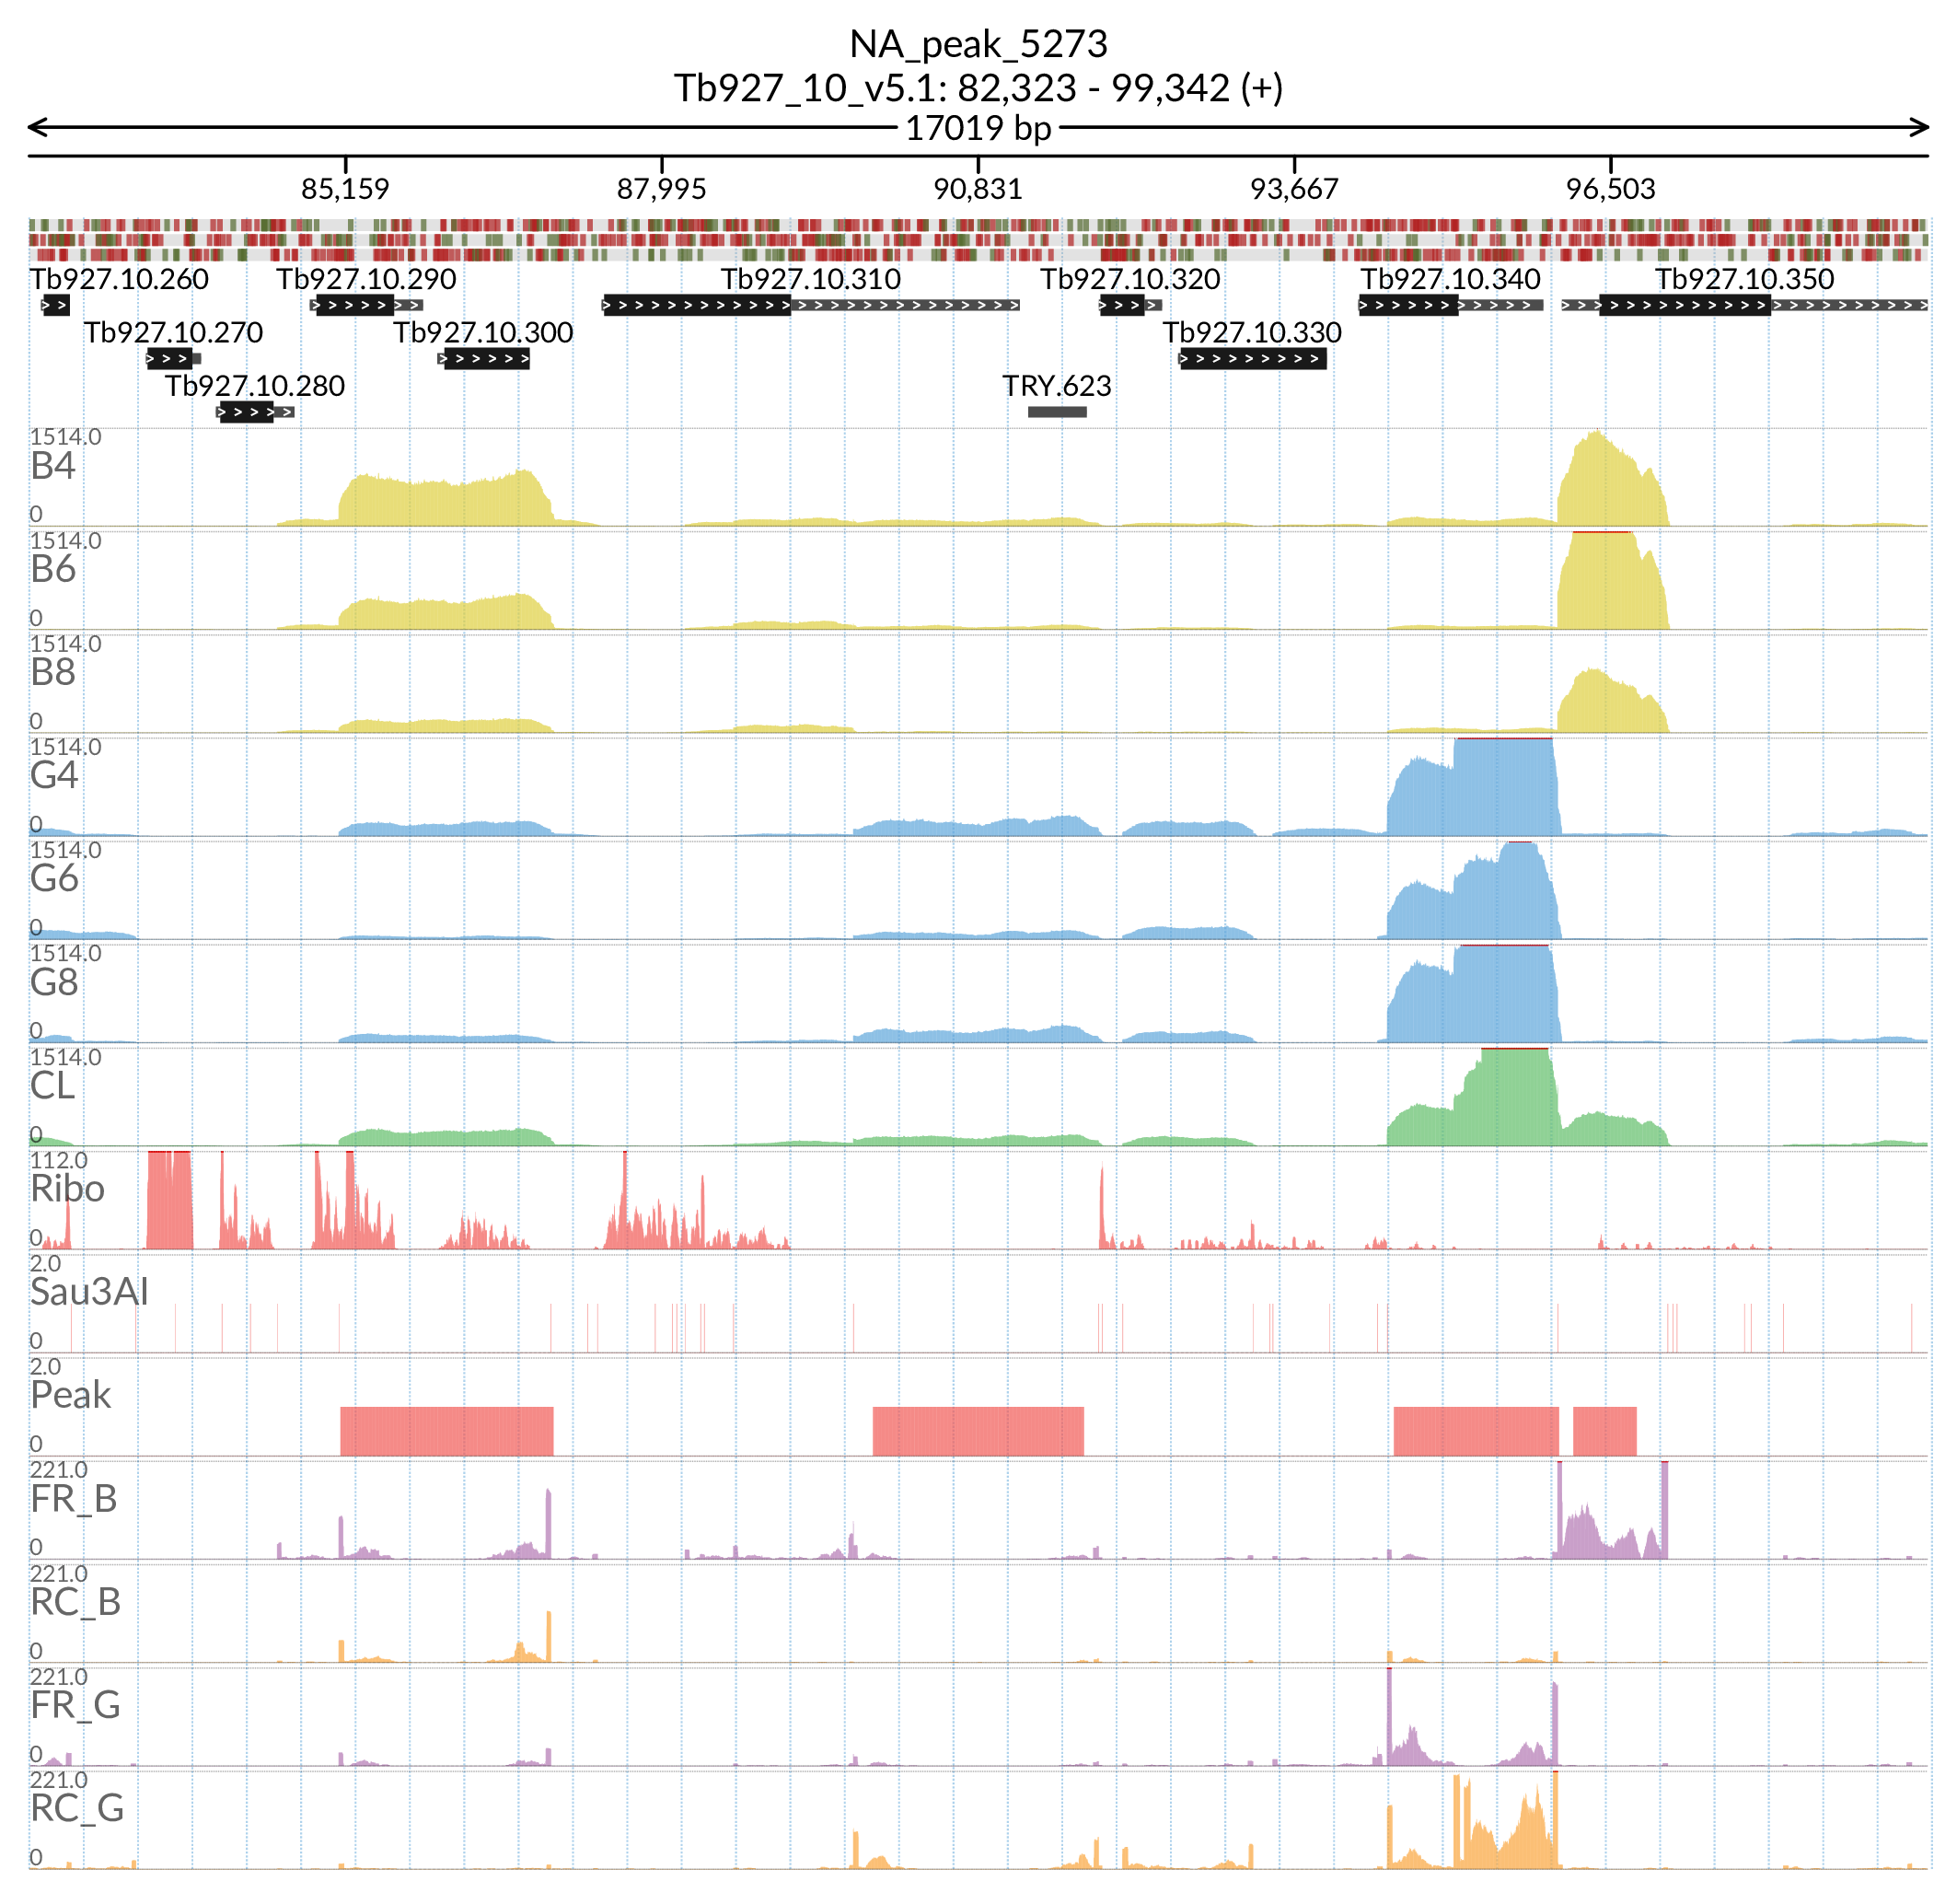 NA_peak_5273
Tb927_10_v5.1: 82,323 - 99,342 (+)
17019 bp
85,159 87,995 90,831 93,667 96,503
Tb927.10.260 Tb927.10.290 Tb927.10.310 Tb927.10.320 Tb927.10.340 Tb927.10.350
Tb927.10.270 Tb927.10.300 Tb927.10.330
Tb927.10.280 TRY.623
1514.0
B4
0
1514.0
B6
0
1514.0
B8
0
1514.0
G4
0
1514.0
G6
0
1514.0
G8
0
1514.0
CL
0
112.0
Ribo
0
2.0
Sau3AI
0
2.0
Peak
0
221.0
FR_B
0
221.0
RC_B
0
221.0
FR_G
0
221.0
RC_G
0